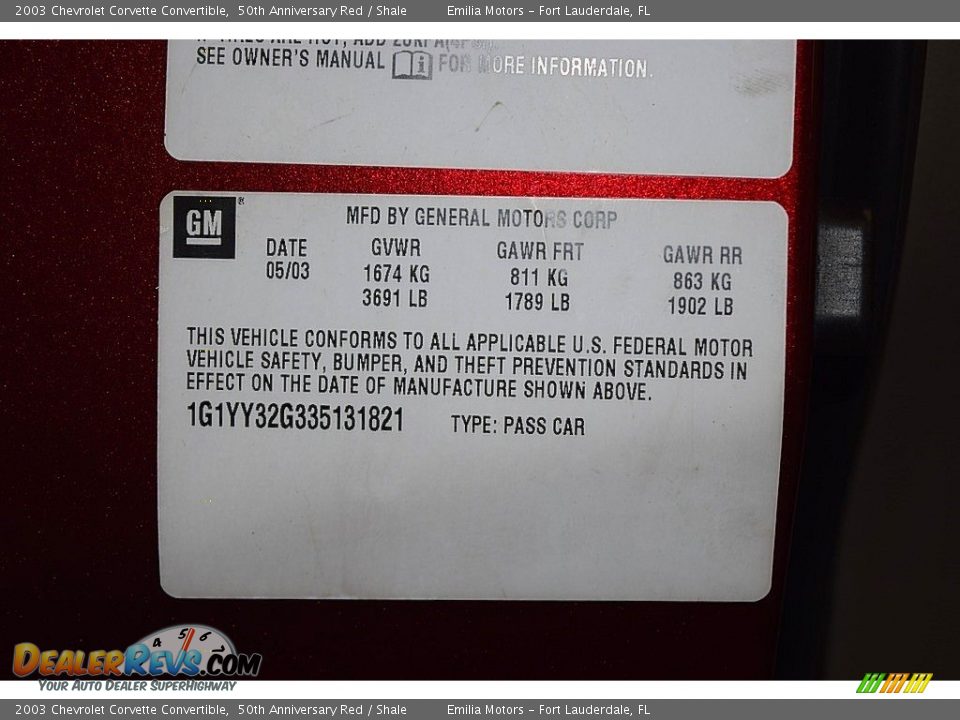 2003 Chevrolet Corvette Convertible, 50th Anniversary Red / Shale Emilia Motors - Fort Lauderdale, FL
SEE OWNER'S MANUAL FOR MORE INFORMATION.
GM ®
MFD BY GENERAL MOTORS CORP
DATE GVWR GAWR FRT GAWR RR
05/03 1674 KG 811 KG 863 KG
3691 LB 1789 LB 1902 LB
THIS VEHICLE CONFORMS TO ALL APPLICABLE U.S. FEDERAL MOTOR
VEHICLE SAFETY, BUMPER, AND THEFT PREVENTION STANDARDS IN
EFFECT ON THE DATE OF MANUFACTURE SHOWN ABOVE.
1G1YY32G335131821 TYPE: PASS CAR
4 5 6
DEALERREVS.COM
YOUR AUTO DEALER SUPERHIGHWAY
2003 Chevrolet Corvette Convertible, 50th Anniversary Red / Shale Emilia Motors - Fort Lauderdale, FL